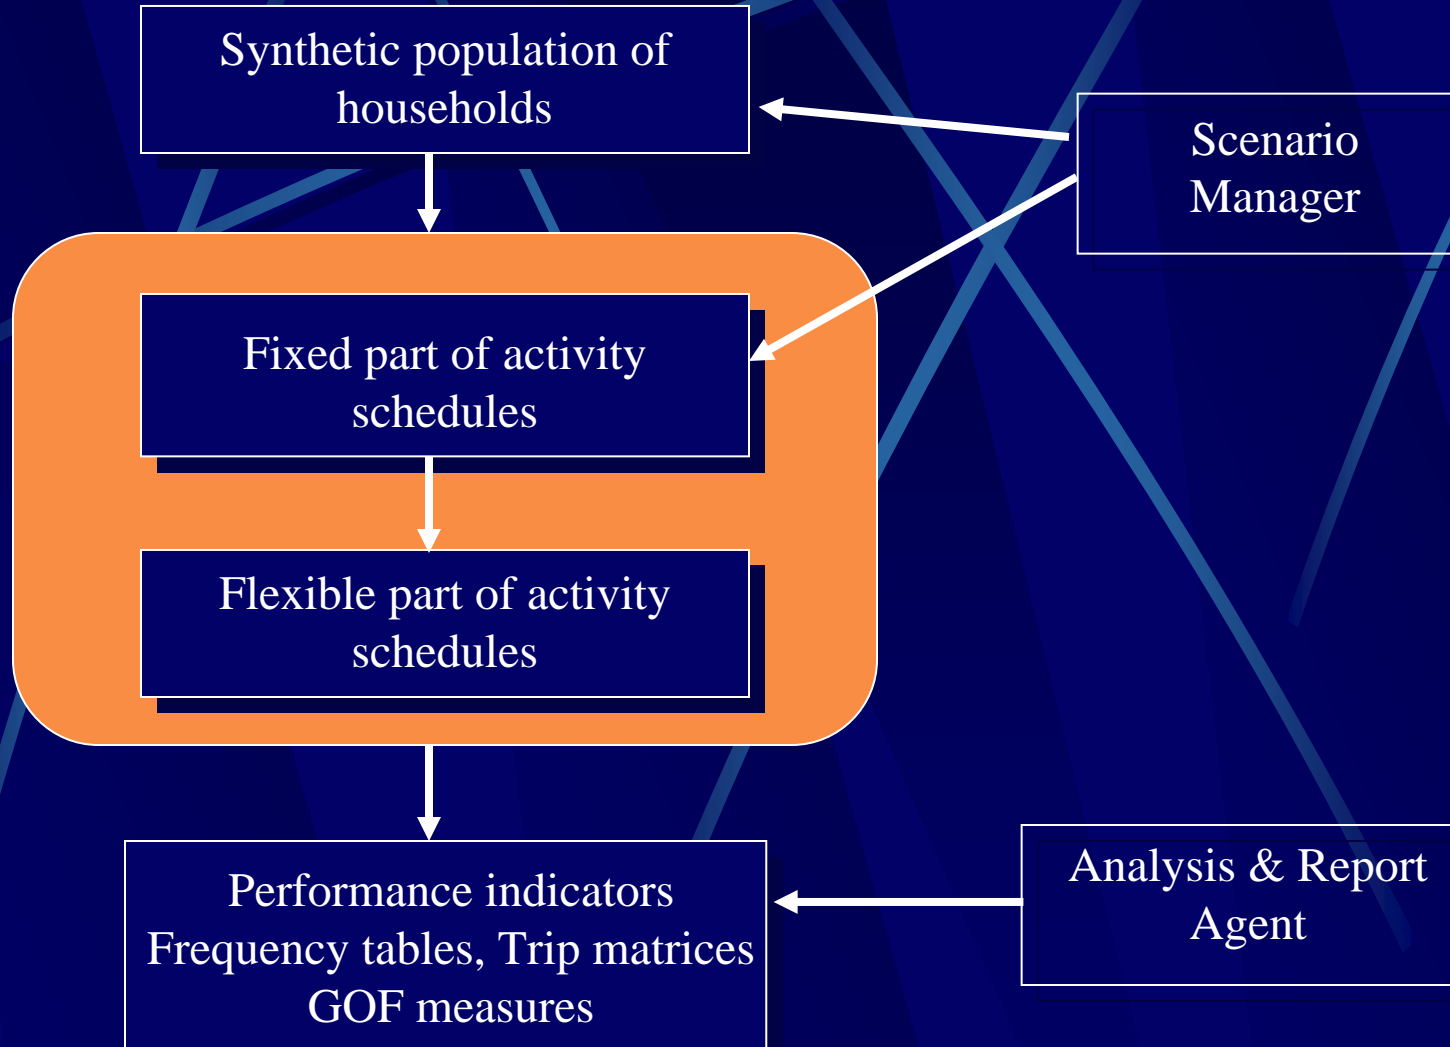 Synthetic population of
households
Scenario
Manager
Fixed part of activity
schedules
Flexible part of activity
schedules
Performance indicators
Frequency tables, Trip matrices
GOF measures
Analysis & Report
Agent